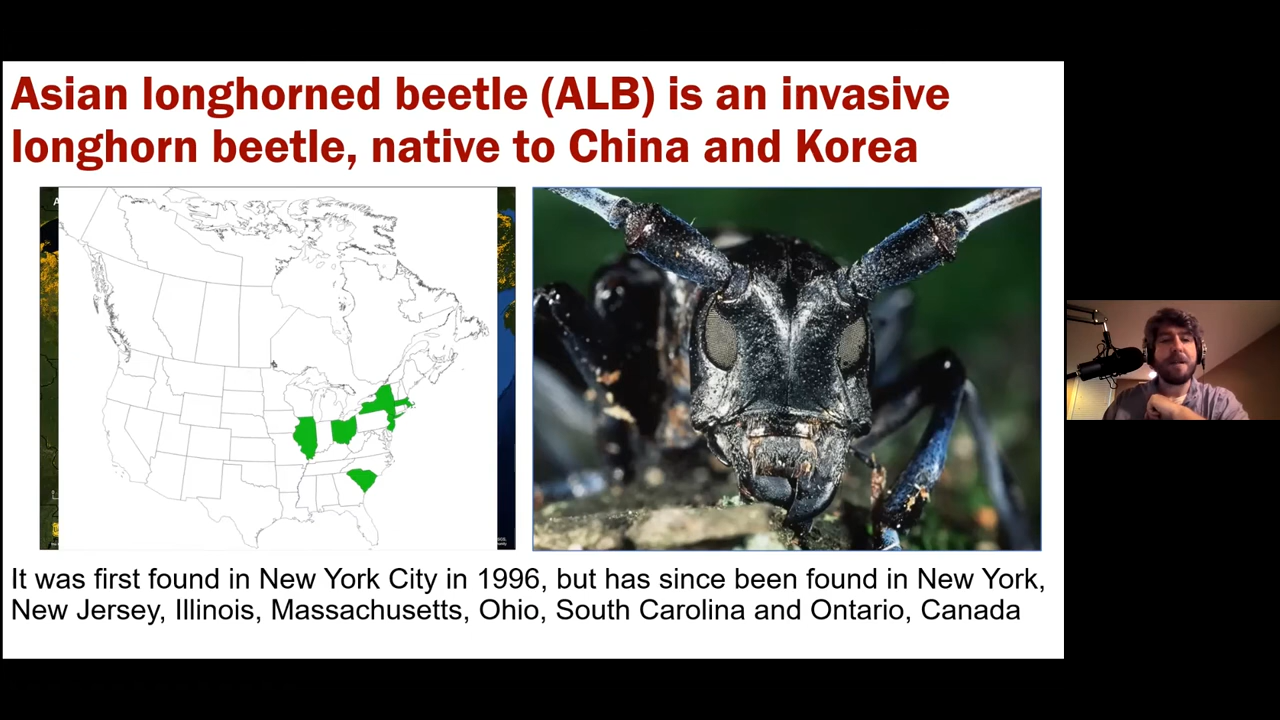 Asian longhorned beetle (ALB) is an invasive
longhorn beetle, native to China and Korea
It was first found in New York City in 1996, but has since been found in New York,
New Jersey, Illinois, Massachusetts, Ohio, South Carolina and Ontario, Canada